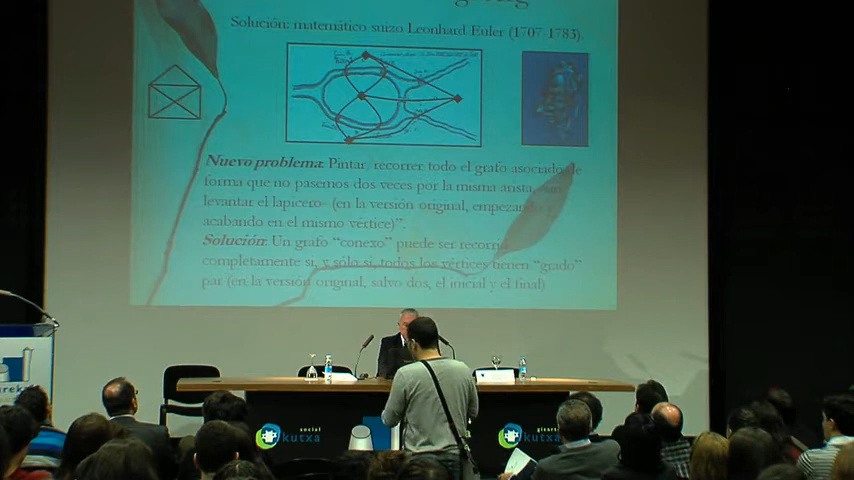 Solución: matemático suizo Leonhard Euler (1707-1783).
Nuevo problema: Pintar, recorrer todo el grafo asociado de
forma que no pasemos dos veces por la misma arista, sin
levantar el lapicero- (en la versión original, empezando y
acabando en el mismo vértice)".
Solución: Un grafo "conexo" puede ser recorrido
completamente si, y sólo si, todos los vértices tienen "grado"
par (en la versión original, salvo dos, el inicial y el final)
social
kutxa
kutxa